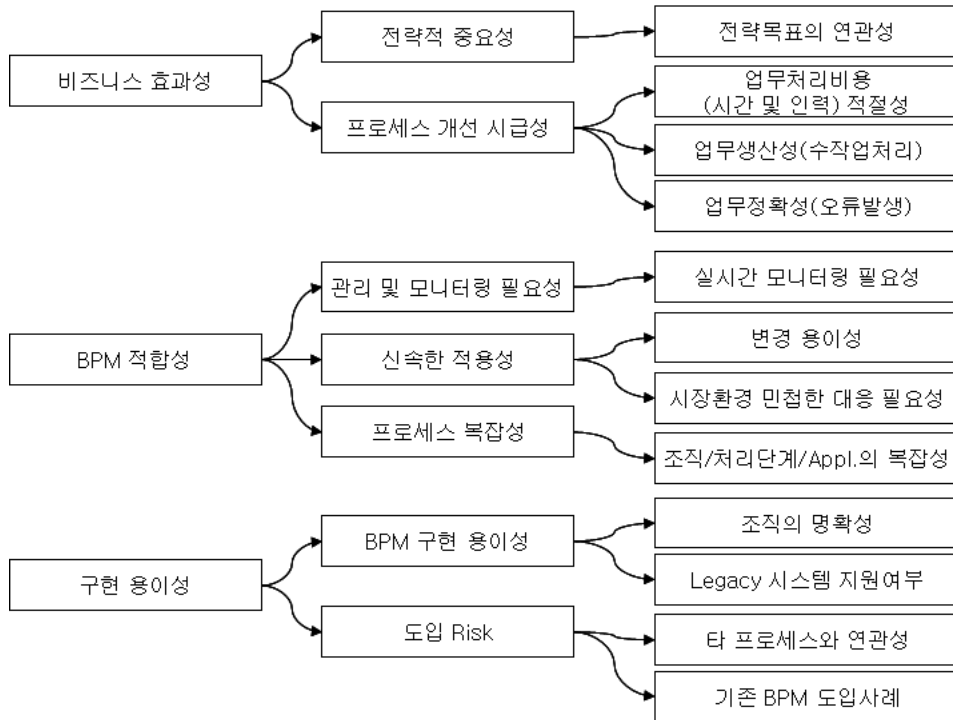 비즈니스 효과성
전략적 중요성
전략목표의 연관성
프로세스 개선 시급성
업무처리비용
(시간 및 인력) 적절성
업무생산성(수작업처리)
업무정확성(오류발생)
BPM 적합성
관리 및 모니터링 필요성
실시간 모니터링 필요성
신속한 적용성
변경 용이성
시장환경 민첩한 대응 필요성
프로세스 복잡성
조직/처리단계/Appl.의 복잡성
구현 용이성
BPM 구현 용이성
조직의 명확성
Legacy 시스템 지원여부
도입 Risk
타 프로세스와 연관성
기존 BPM 도입사례